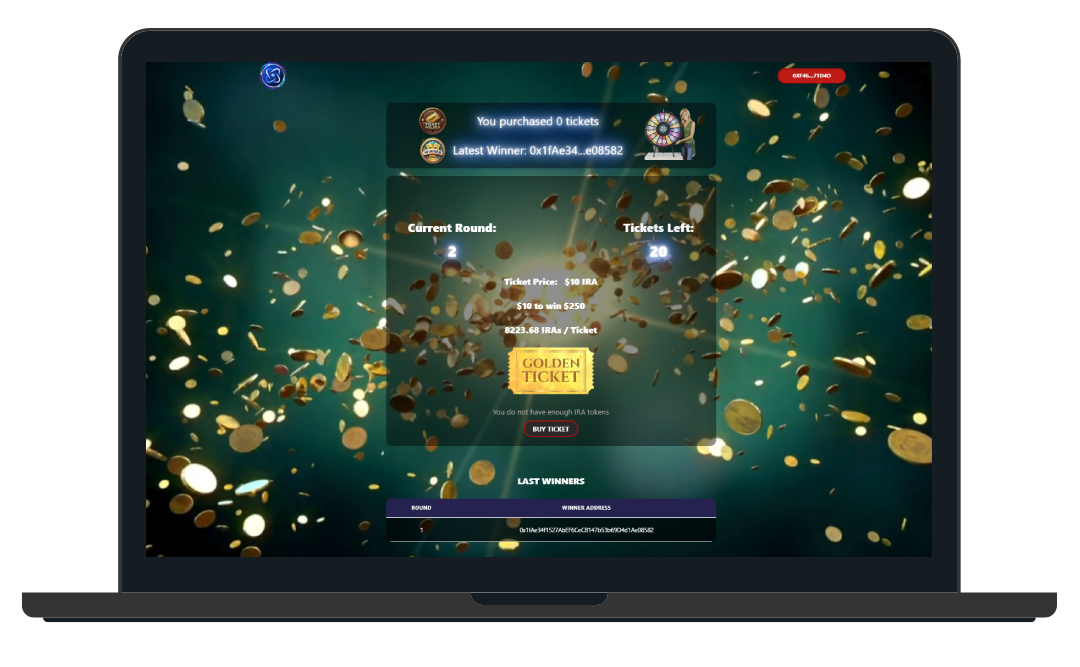 0XF46...71D4D
You purchased 0 tickets
Latest Winner: 0x1fAe34...e08582
Current Round:
Tickets Left:
2
20
Ticket Price: $10 IRA
$10 to win $250
8223.68 IRAs / Ticket
GOLDEN
TICKET
You do not have enough IRA tokens
BUY TICKET
LAST WINNERS
ROUND WINNER ADDRESS
1 0x1fAe34f1527AbEF6CeC8147b53b69D4d1Ae08582